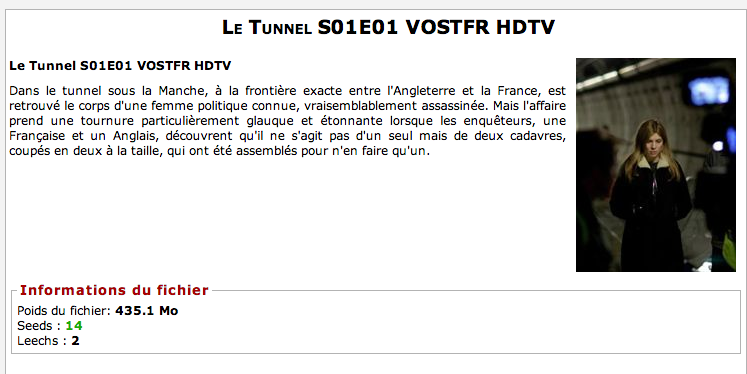 Le Tunnel S01E01 VOSTFR HDTV
Le Tunnel S01E01 VOSTFR HDTV
Dans le tunnel sous la Manche, à la frontière exacte entre l'Angleterre et la France, est
retrouvé le corps d'une femme politique connue, vraisemblablement assassinée. Mais l'affaire
prend une tournure particulièrement glauque et étonnante lorsque les enquêteurs, une
Française et un Anglais, découvrent qu'il ne s'agit pas d'un seul mais de deux cadavres,
coupés en deux à la taille, qui ont été assemblés pour n'en faire qu'un.
Informations du fichier
Poids du fichier: 435.1 Mo
Seeds : 14
Leechs : 2